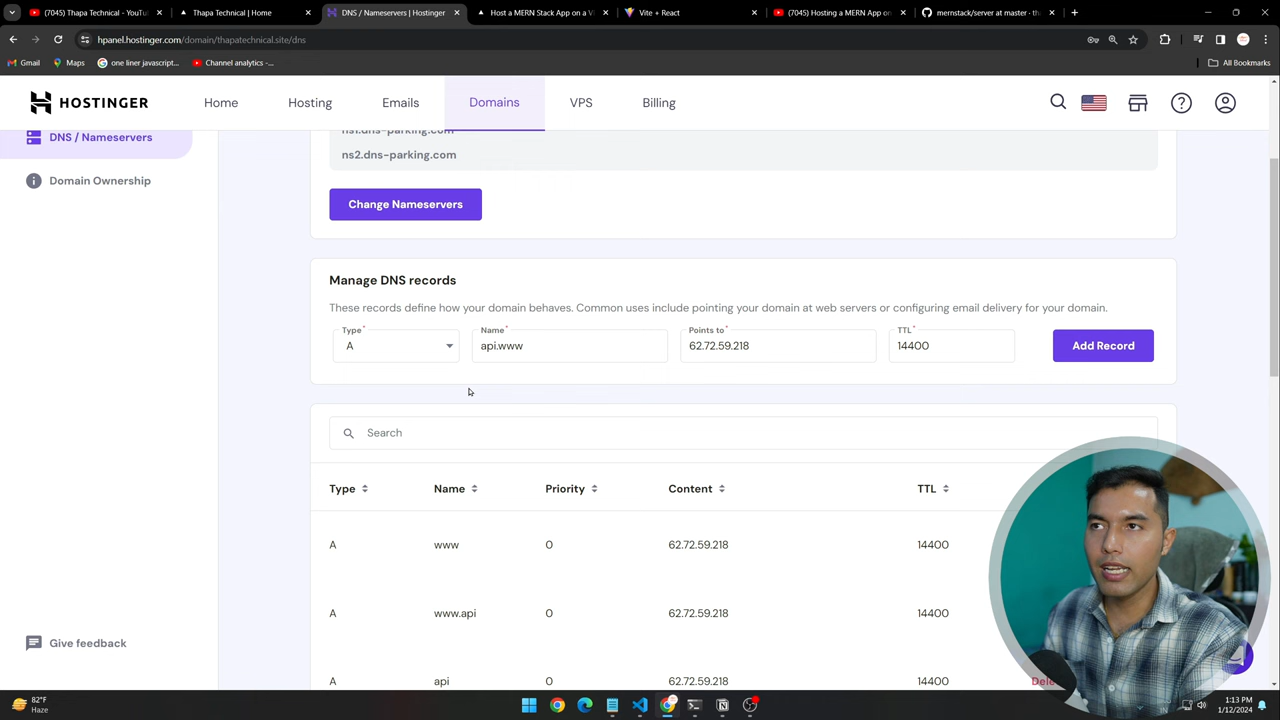 (7045) Thapa Technical - YouTu
Thapa Technical | Home
DNS / Nameservers | Hostinger
Host a MERN Stack App on a V
Vite + React
(7045) Hosting a MERN App on
mernstack/server at master · th
hpanel.hostinger.com/domain/thapatechnical.site/dns
Gmail
Maps
one liner javascript...
Channel analytics -...
All Bookmarks
HOSTINGER
Home
Hosting
Emails
Domains
VPS
Billing
DNS / Nameservers
Domain Ownership
ns1.dns-parking.com
ns2.dns-parking.com
Change Nameservers
Manage DNS records
These records define how your domain behaves. Common uses include pointing your domain at web servers or configuring email delivery for your domain.
Type*
Name*
Points to*
TTL*
A
api.www
62.72.59.218
14400
Add Record
Search
Type
Name
Priority
Content
TTL
A www 0 62.72.59.218 14400
A www.api 0 62.72.59.218 14400
A api 0 62.72.59.218 14400
Give feedback
82°F
Haze
IN
1:13 PM
1/12/2024